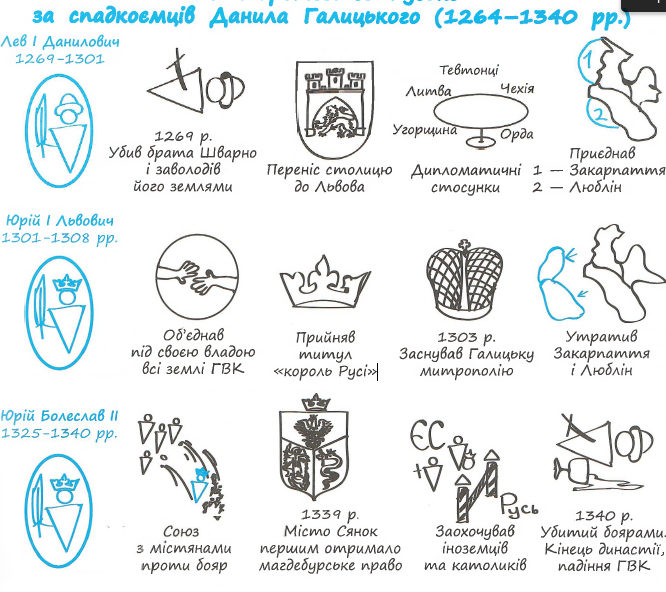 за спадкоємців Данила Галицького (1264–1340 рр.)
Лев I Данилович
1269-1301
1269 р.
Убив брата Шварно
і заволодів
його землями
Переніс столицю
до Львова
Тевтонці
Литва
Чехія
Угорщина
Орда
Дипломатичні
стосунки
1
2
Приєднав
1 — Закарпаття
2 — Люблін
Юрій I Львович
1301-1308 рр.
Об'єднав
під своєю владою
всі землі ГВК
Прийняв
титул
«король Русі»
1303 р.
Заснував Галицьку
митрополію
Утратив
Закарпаття
і Люблін
Юрій Болеслав II
1325-1340 рр.
Союз
з містянами
проти бояр
1339 р.
Місто Сянок
першим отримало
магдебурське право
ЄС
Русь
Заохочував
іноземців
та католиків
1340 р.
Убитий боярами.
Кінець династії,
падіння ГВК